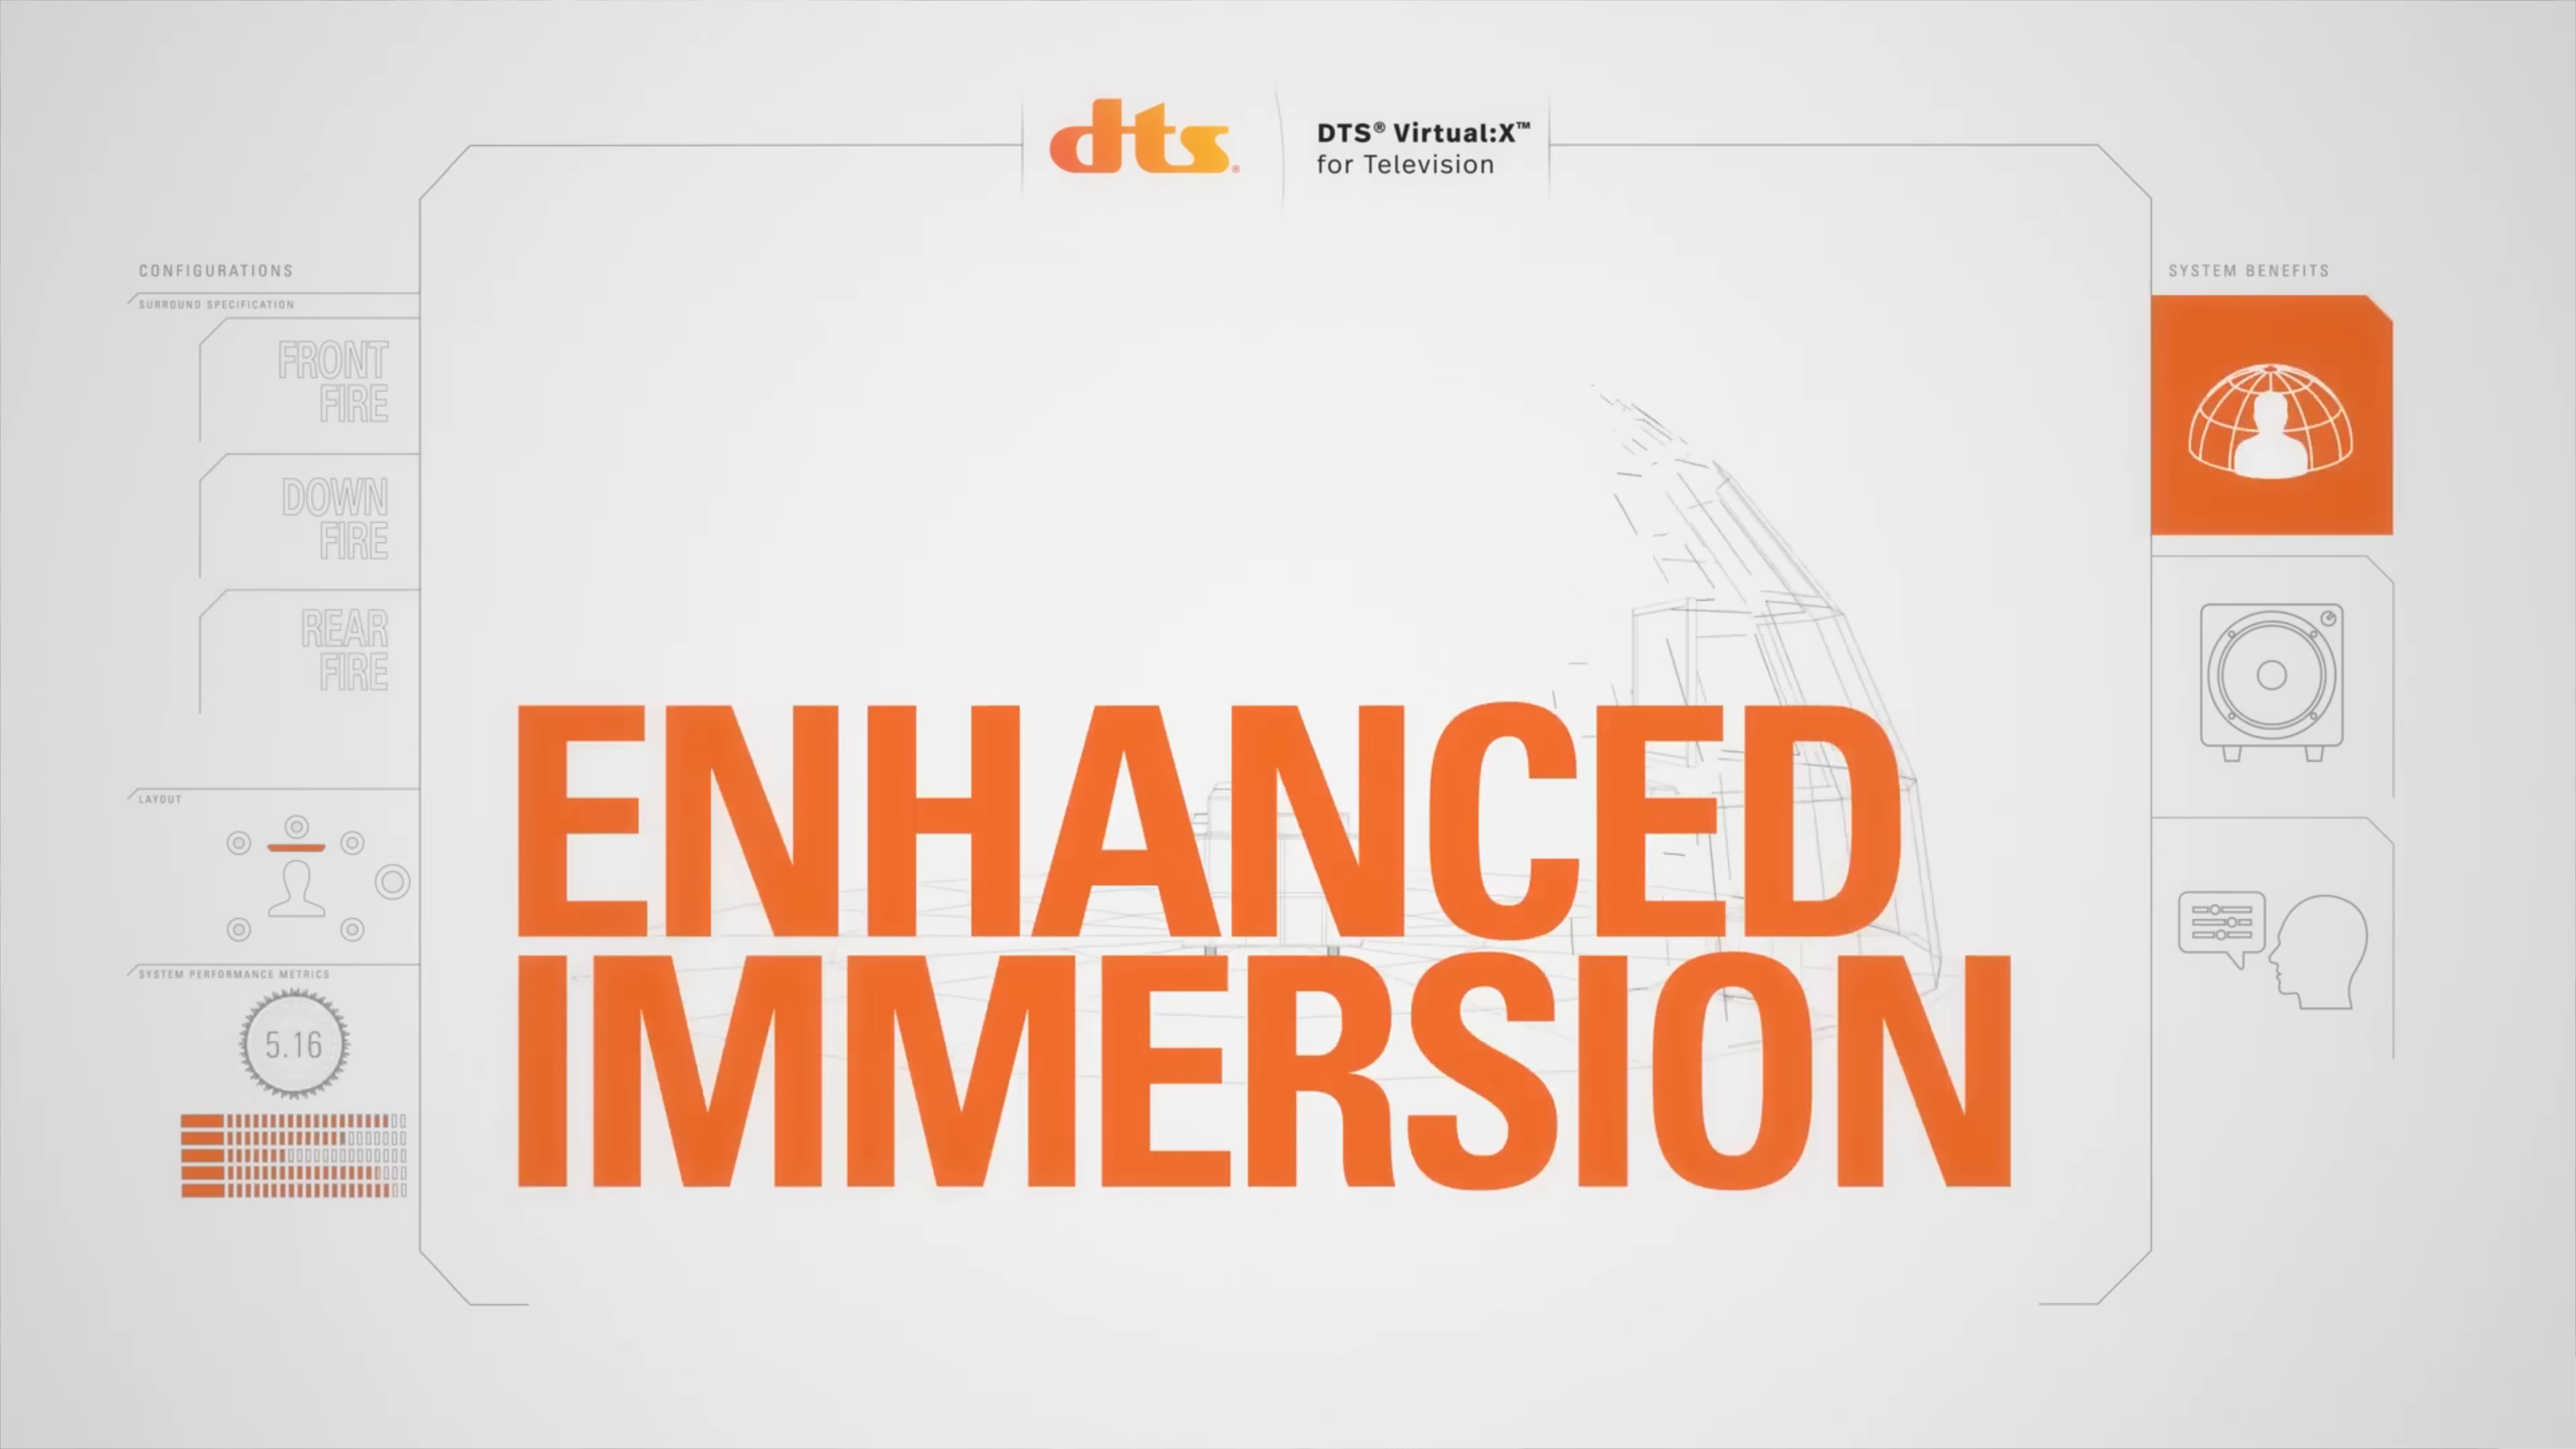 dts®
DTS® Virtual:X™
for Television
CONFIGURATIONS
SURROUND SPECIFICATION
FRONT
FIRE
DOWN
FIRE
REAR
FIRE
LAYOUT
SYSTEM PERFORMANCE METRICS
5.16
ENHANCED
IMMERSION
SYSTEM BENEFITS